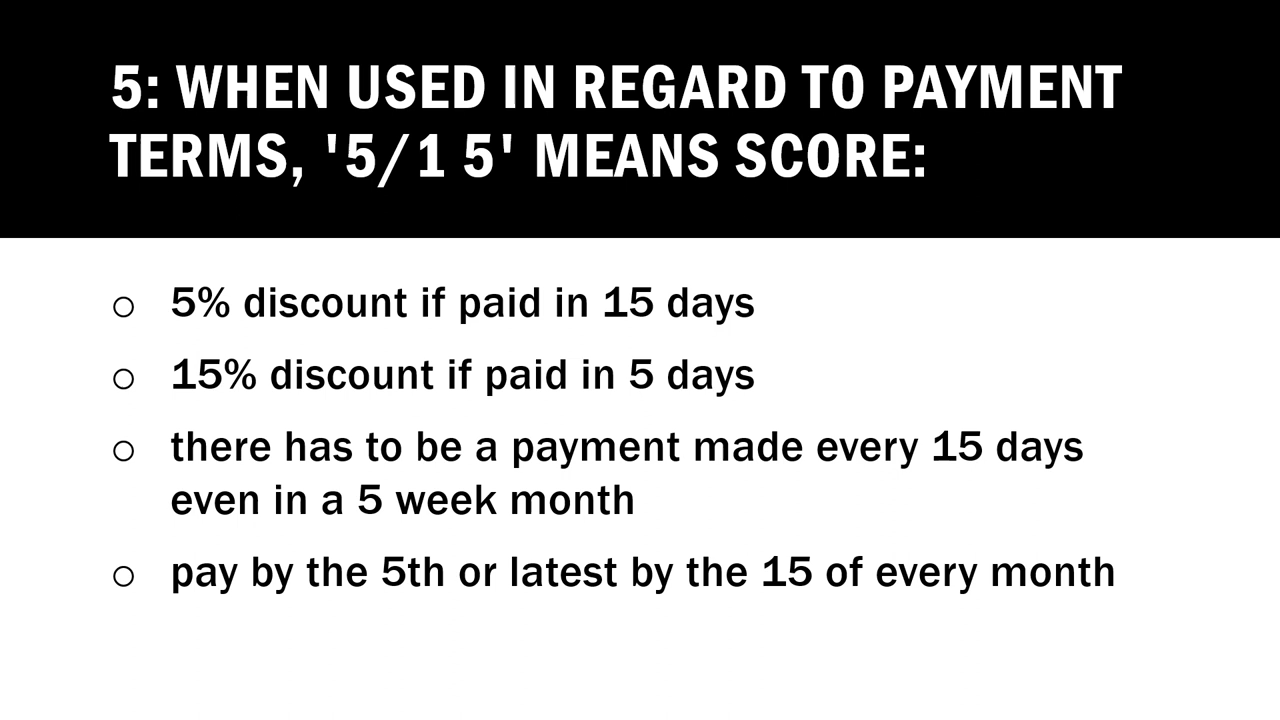 5: WHEN USED IN REGARD TO PAYMENT
TERMS, '5/1 5' MEANS SCORE:
o 5% discount if paid in 15 days
o 15% discount if paid in 5 days
o there has to be a payment made every 15 days
even in a 5 week month
o pay by the 5th or latest by the 15 of every month